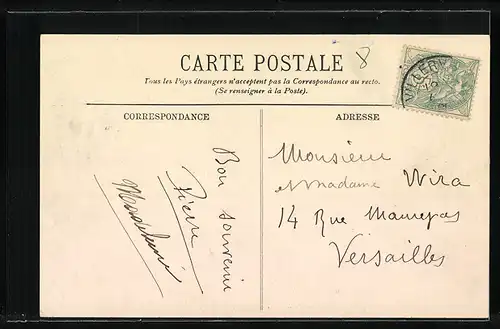 8
CARTE POSTALE
Tous les Pays étrangers n'acceptent pas la Correspondance au recto.
(Se renseigner à la Poste).
CORRESPONDANCE
Bon souvenir
Pierre
ADRESSE
Monsieur
et madame Wira
14 Rue Maurepas
Versailles